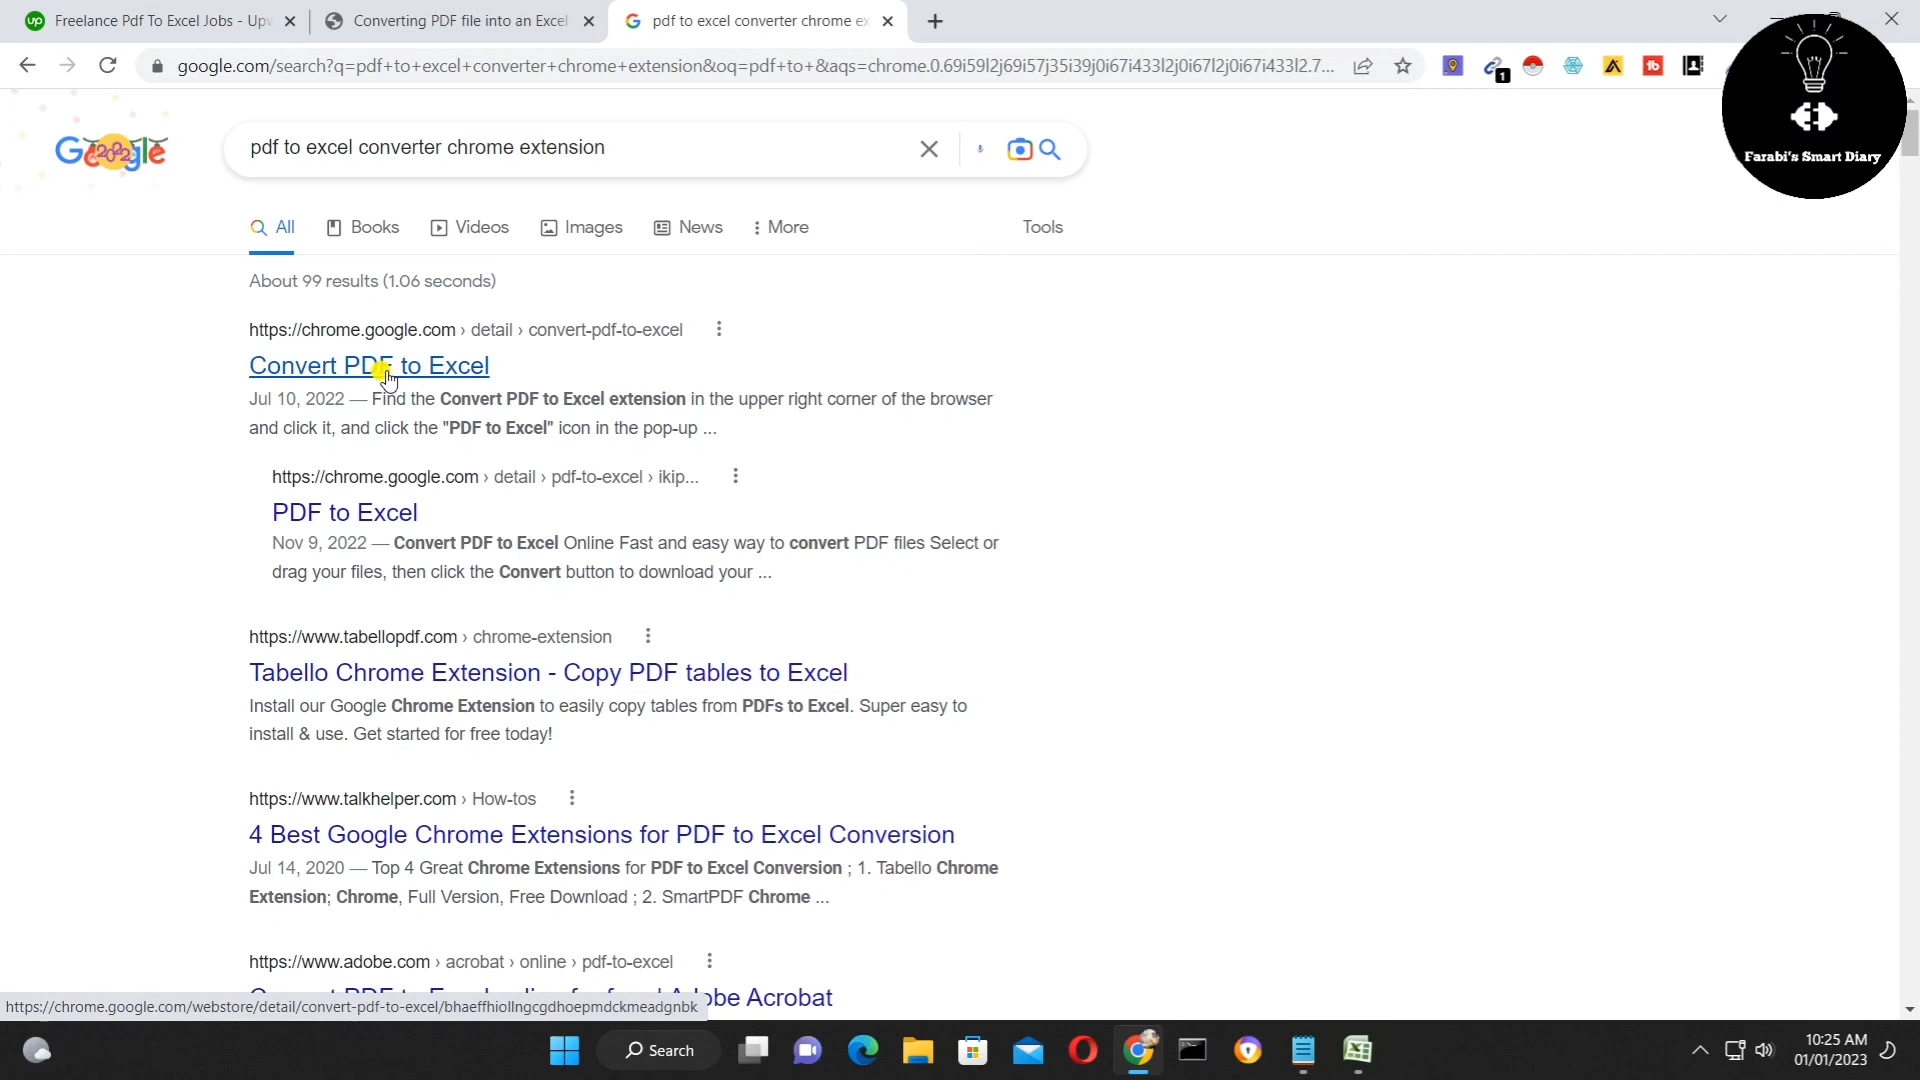 Freelance Pdf To Excel Jobs - Upw
Converting PDF file into an Excel
pdf to excel converter chrome ex
google.com/search?q=pdf+to+excel+converter+chrome+extension&oq=pdf+to+&aqs=chrome.0.69i59l2j69i57j35i39j0i67i433l2j0i67l2j0i67i433l2.7...
1
Google
2022
pdf to excel converter chrome extension
Farabi's Smart Diary
All
Books
Videos
Images
News
More
Tools
About 99 results (1.06 seconds)
https://chrome.google.com › detail › convert-pdf-to-excel
Convert PDF to Excel
Jul 10, 2022 — Find the Convert PDF to Excel extension in the upper right corner of the browser
and click it, and click the "PDF to Excel" icon in the pop-up ...
https://chrome.google.com › detail › pdf-to-excel › ikip...
PDF to Excel
Nov 9, 2022 — Convert PDF to Excel Online Fast and easy way to convert PDF files Select or
drag your files, then click the Convert button to download your ...
https://www.tabellopdf.com › chrome-extension
Tabello Chrome Extension - Copy PDF tables to Excel
Install our Google Chrome Extension to easily copy tables from PDFs to Excel. Super easy to
install & use. Get started for free today!
https://www.talkhelper.com › How-tos
4 Best Google Chrome Extensions for PDF to Excel Conversion
Jul 14, 2020 — Top 4 Great Chrome Extensions for PDF to Excel Conversion ; 1. Tabello Chrome
Extension; Chrome, Full Version, Free Download ; 2. SmartPDF Chrome ...
https://www.adobe.com › acrobat › online › pdf-to-excel
Adobe Acrobat
https://chrome.google.com/webstore/detail/convert-pdf-to-excel/bhaeffhiollngcgdhoepmdckmeadgnbk
Search
10:25 AM
01/01/2023